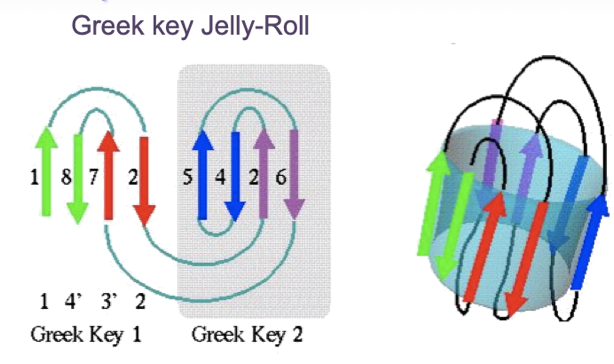 Greek key Jelly-Roll
1 8 7 2 5 4 2 6
1 4' 3' 2
Greek Key 1 Greek Key 2